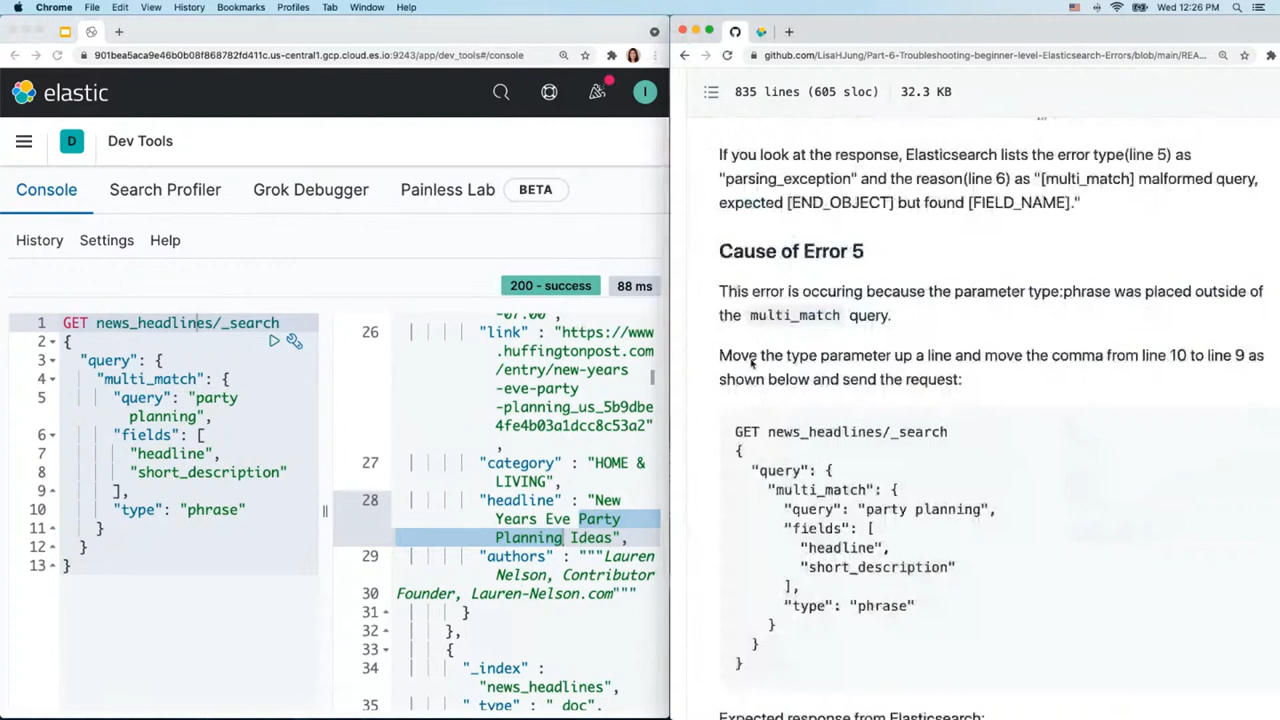 Chrome File Edit View History Bookmarks Profiles Tab Window Help Wed 12:26 PM
901bea5aca9e46b0b08f868782fd411c.us-central1.gcp.cloud.es.io:9243/app/dev_tools#/console
github.com/LisaHJung/Part-6-Troubleshooting-beginner-level-Elasticsearch-Errors/blob/main/REA...
elastic
I
D Dev Tools
Console Search Profiler Grok Debugger Painless Lab BETA
History Settings Help
200 - success 88 ms
1 GET news_headlines/_search
2 {
3 "query": {
4 "multi_match": {
5 "query": "party
planning",
6 "fields": [
7 "headline",
8 "short_description"
9 ],
10 "type": "phrase"
11 }
12 }
13 }
07:00",
26 "link" : "https://www
.huffingtonpost.com
/entry/new-years
-eve-party
-planning_us_5b9dbe
4fe4b03a1dcc8c53a2"
,
27 "category" : "HOME &
LIVING",
28 "headline" : "New
Years Eve Party
Planning Ideas",
29 "authors" : """Lauren
Nelson, Contributor
30 Founder, Lauren-Nelson.com"""
31 }
32 },
33 {
34 "_index" :
"news_headlines",
35 "_type" : "_doc",
835 lines (605 sloc) 32.3 KB
If you look at the response, Elasticsearch lists the error type(line 5) as
"parsing_exception" and the reason(line 6) as "[multi_match] malformed query,
expected [END_OBJECT] but found [FIELD_NAME]."
Cause of Error 5
This error is occuring because the parameter type:phrase was placed outside of
the multi_match query.
Move the type parameter up a line and move the comma from line 10 to line 9 as
shown below and send the request:
GET news_headlines/_search
{
"query": {
"multi_match": {
"query": "party planning",
"fields": [
"headline",
"short_description"
],
"type": "phrase"
}
}
}
Expected response from Elasticsearch: